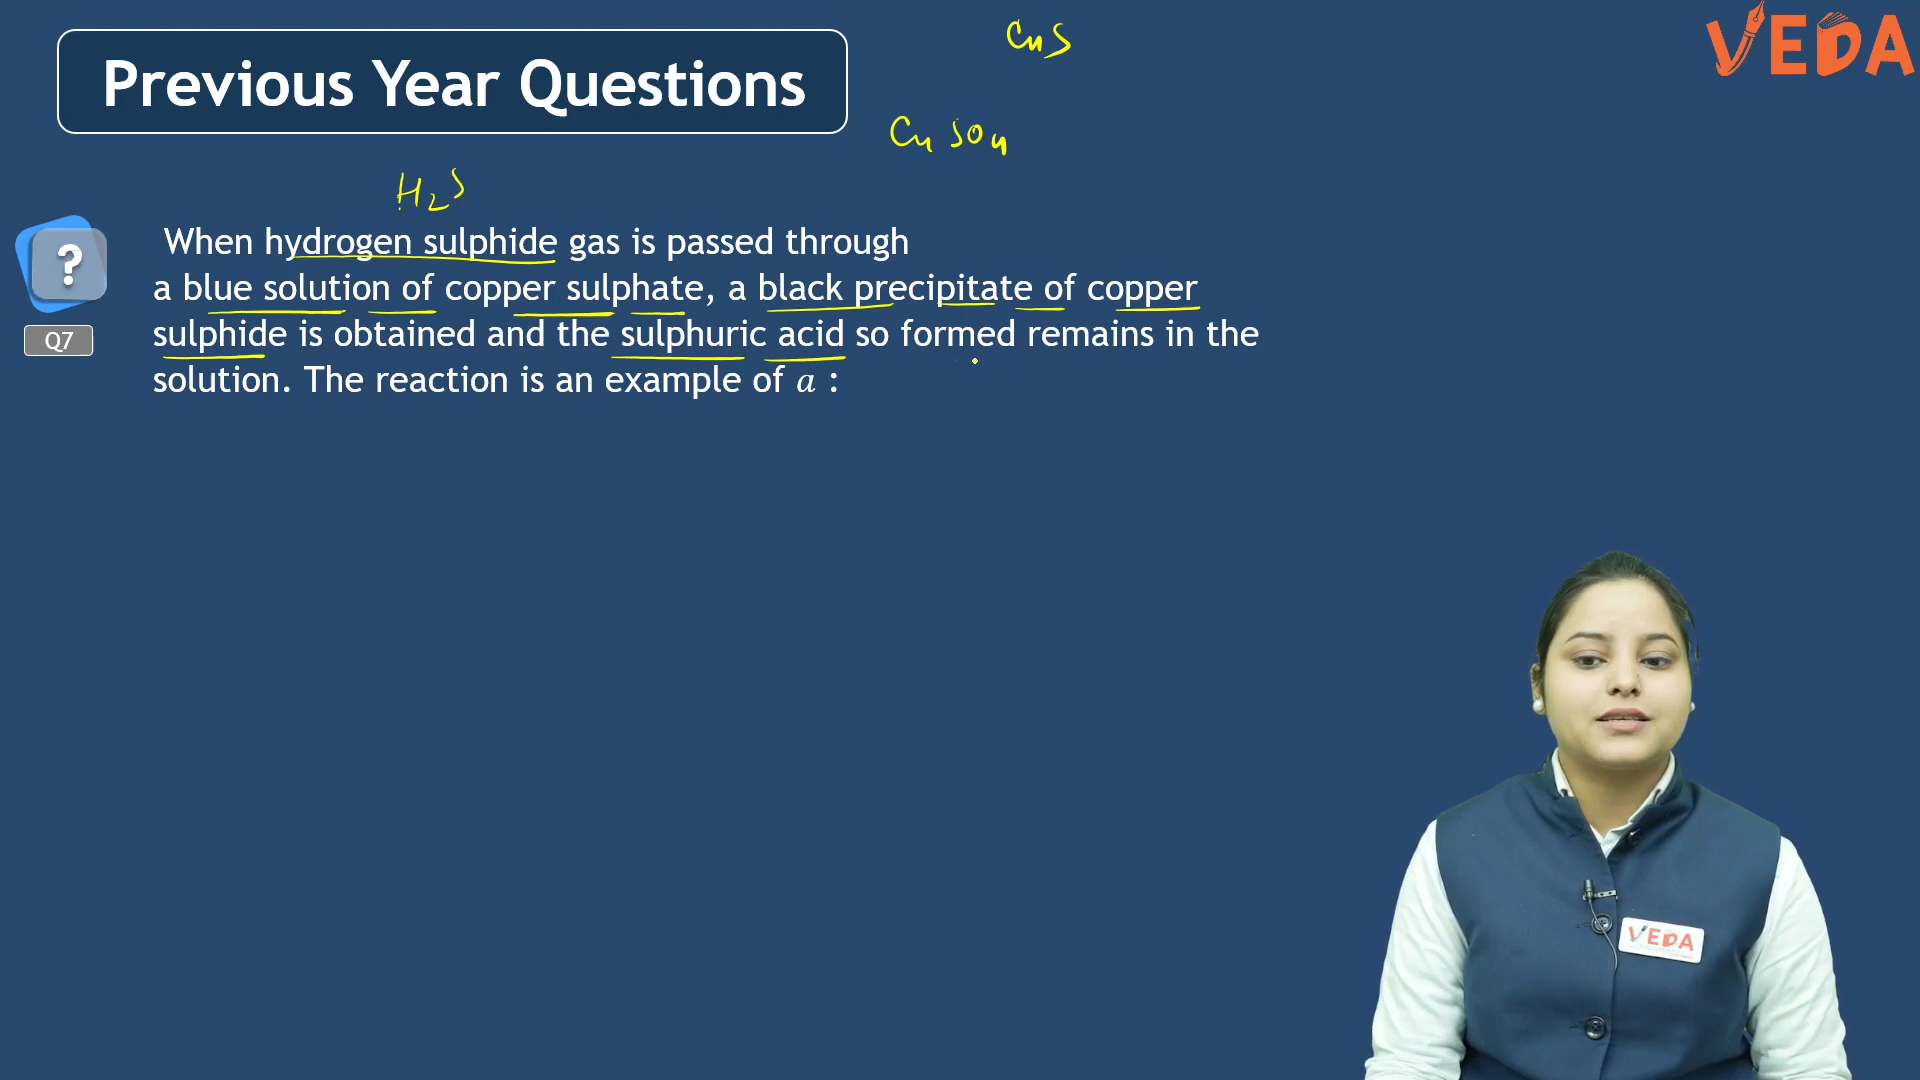 CuS
VEDA
Previous Year Questions
CuSO4
H2S
?
When hydrogen sulphide gas is passed through
a blue solution of copper sulphate, a black precipitate of copper
sulphide is obtained and the sulphuric acid so formed remains in the
Q7
solution. The reaction is an example of a :
VEDA